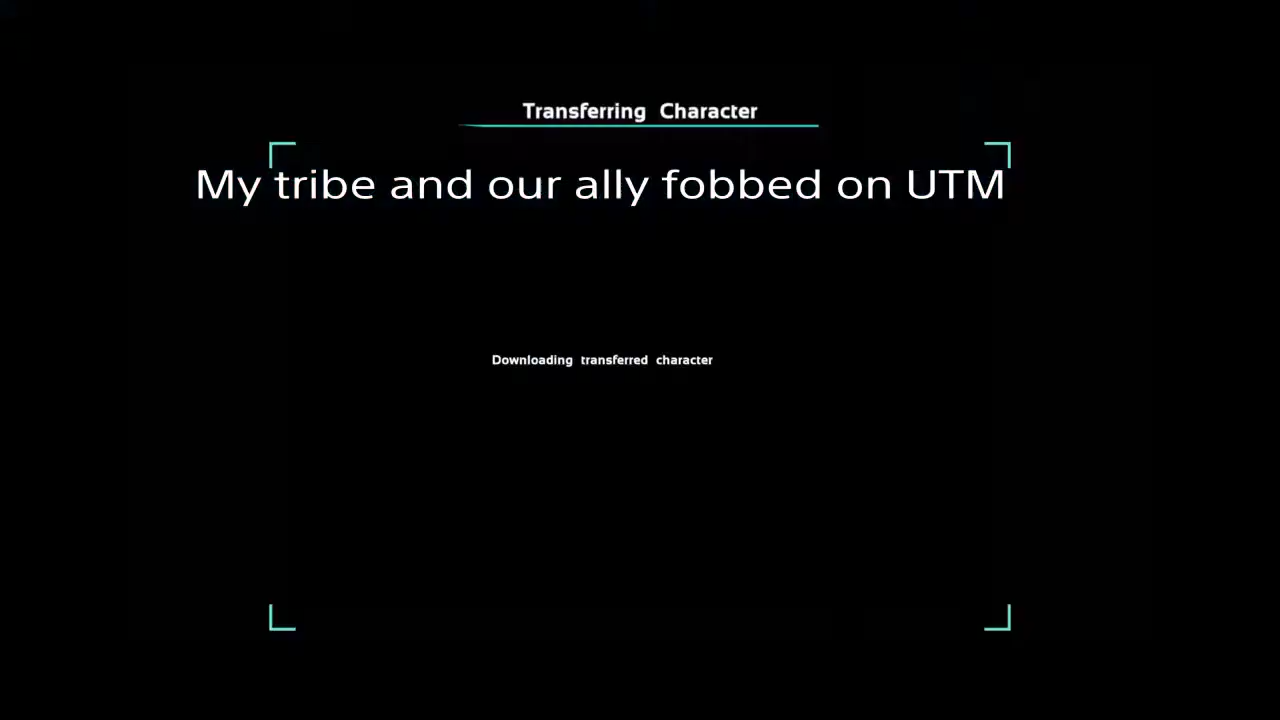 Transferring Character
My tribe and our ally fobbed on UTM
Downloading transferred character